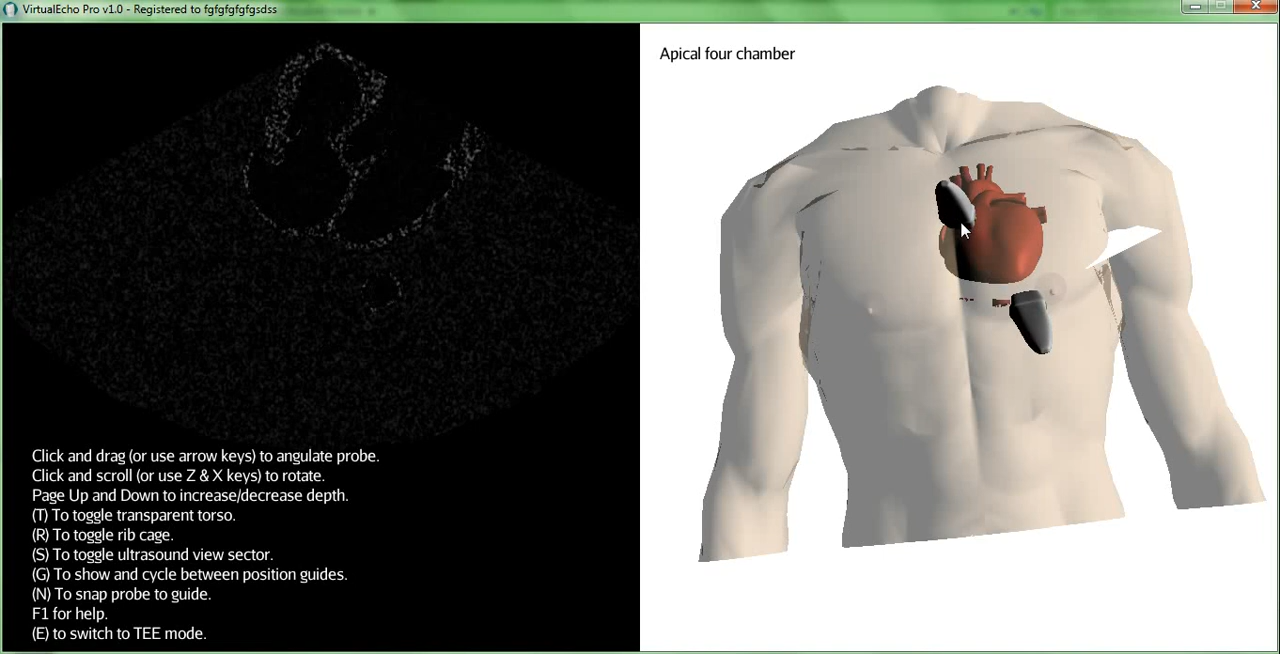 VirtualEcho Pro v1.0 - Registered to fgfgfgfgfgsdss
Apical four chamber
Click and drag (or use arrow keys) to angulate probe.
Click and scroll (or use Z & X keys) to rotate.
Page Up and Down to increase/decrease depth.
(T) To toggle transparent torso.
(R) To toggle rib cage.
(S) To toggle ultrasound view sector.
(G) To show and cycle between position guides.
(N) To snap probe to guide.
F1 for help.
(E) to switch to TEE mode.